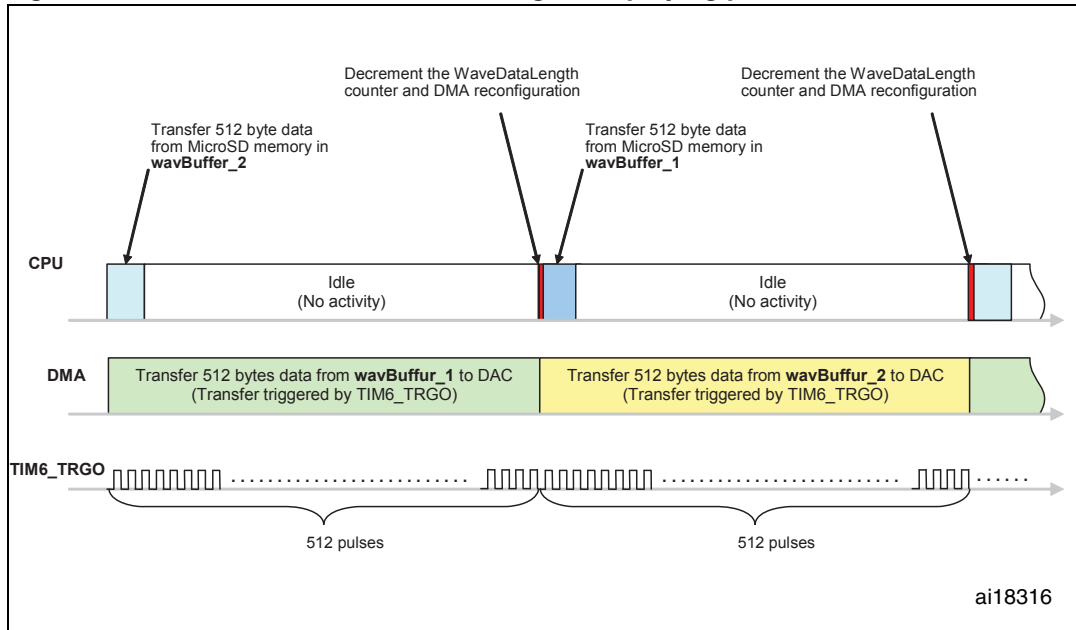 Decrement the WaveDataLength
counter and DMA reconfiguration
Decrement the WaveDataLength
counter and DMA reconfiguration
Transfer 512 byte data
from MicroSD memory in
wavBuffer_2
Transfer 512 byte data
from MicroSD memory in
wavBuffer_1
CPU
Idle
(No activity)
Idle
(No activity)
DMA
Transfer 512 bytes data from wavBuffur_1 to DAC
(Transfer triggered by TIM6_TRGO)
Transfer 512 bytes data from wavBuffur_2 to DAC
(Transfer triggered by TIM6_TRGO)
TIM6_TRGO
512 pulses
512 pulses
ai18316